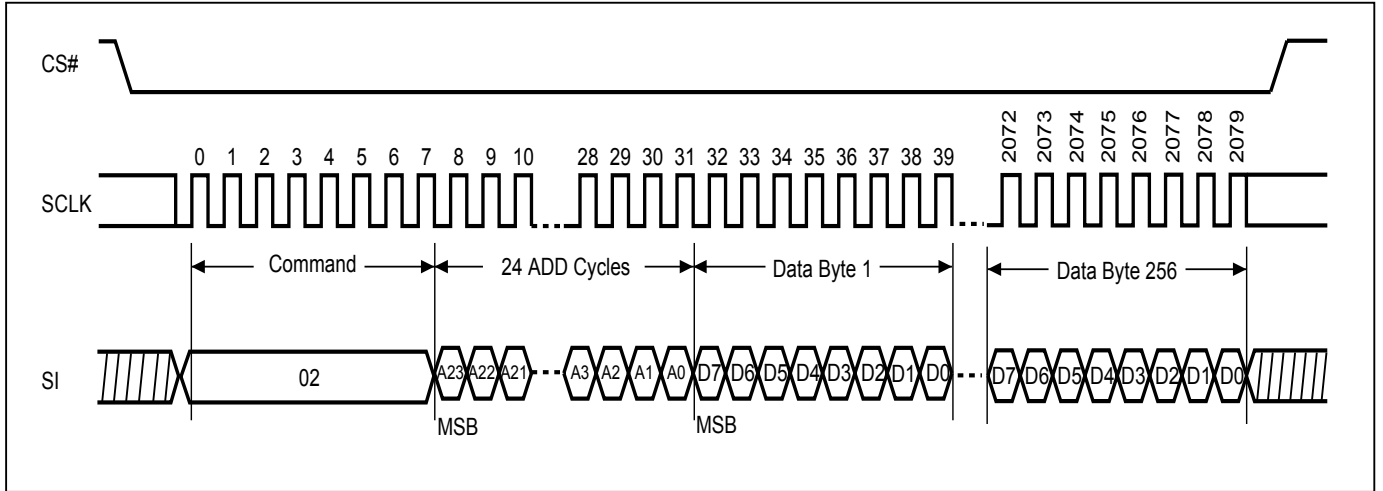 CS#
2072 2073 2074 2075 2076 2077 2078 2079
0 1 2 3 4 5 6 7 8 9 10 28 29 30 31 32 33 34 35 36 37 38 39
SCLK
Command 24 ADD Cycles Data Byte 1 Data Byte 256
SI 02 A23 A22 A21 A3 A2 A1 A0 D7 D6 D5 D4 D3 D2 D1 D0 D7 D6 D5 D4 D3 D2 D1 D0
MSB MSB